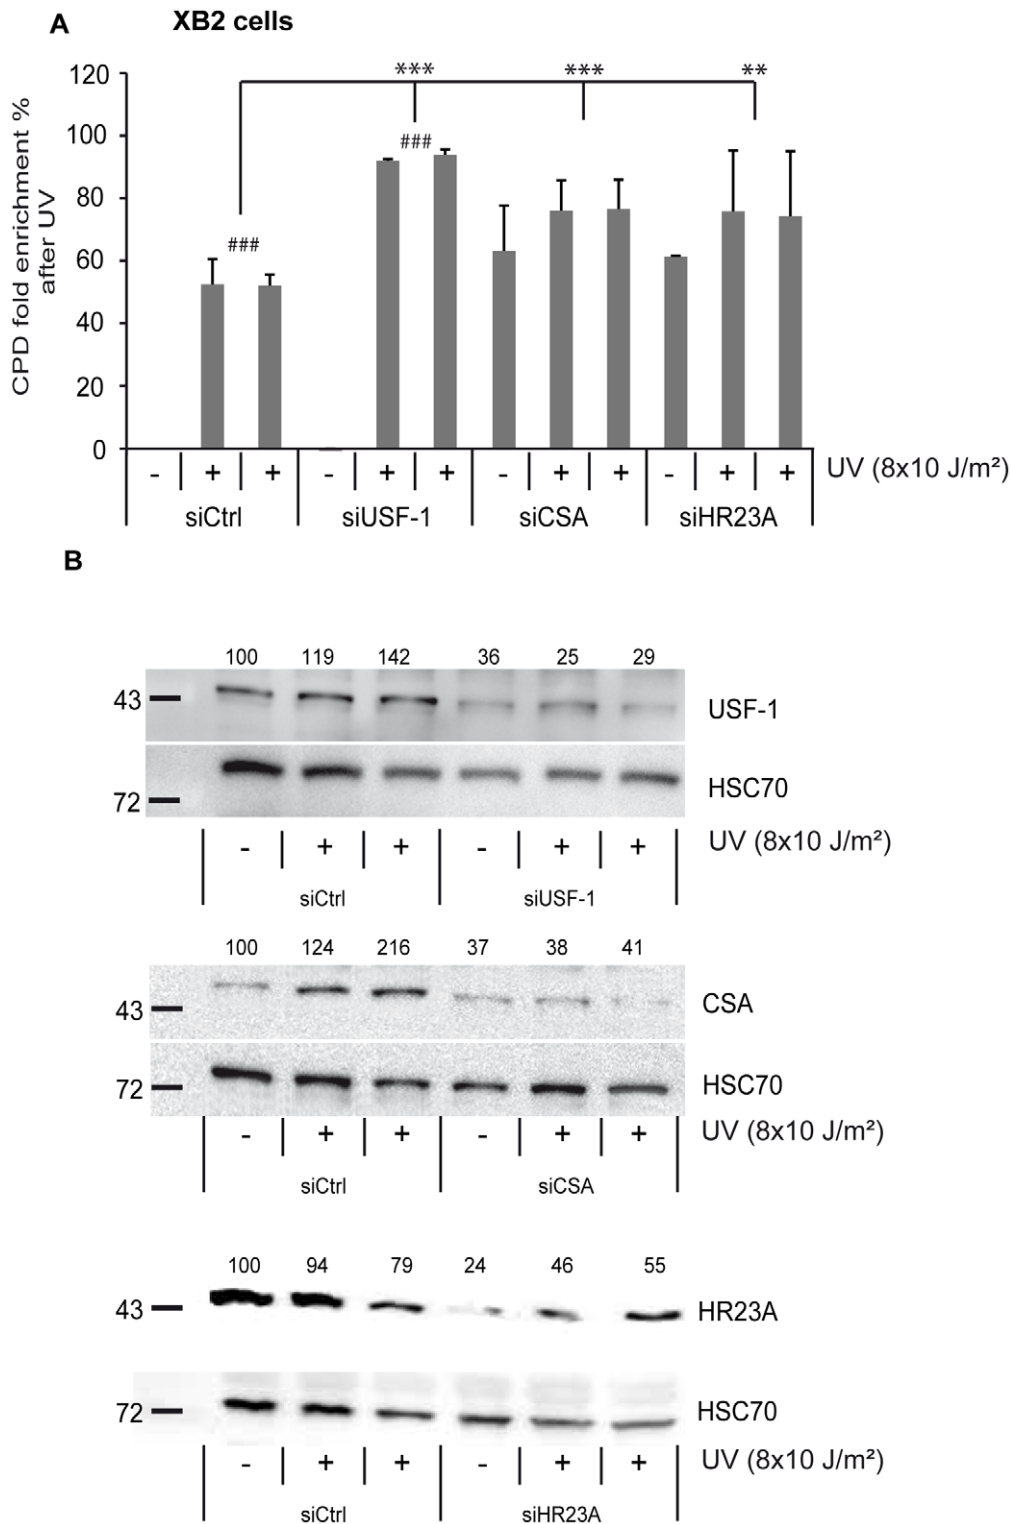 A XB2 cells
*** *** **
120
100
80
60
40
20
0
CPD fold enrichment %
after UV
###
###
- + + - + + - + + - + + UV (8x10 J/m²)
siCtrl siUSF-1 siCSA siHR23A
B
100 119 142 36 25 29
43 USF-1
72 HSC70
- + + - + + UV (8x10 J/m²)
siCtrl siUSF-1
100 124 216 37 38 41
43 CSA
72 HSC70
- + + - + + UV (8x10 J/m²)
siCtrl siCSA
100 94 79 24 46 55
43 HR23A
72 HSC70
- + + - + + UV (8x10 J/m²)
siCtrl siHR23A